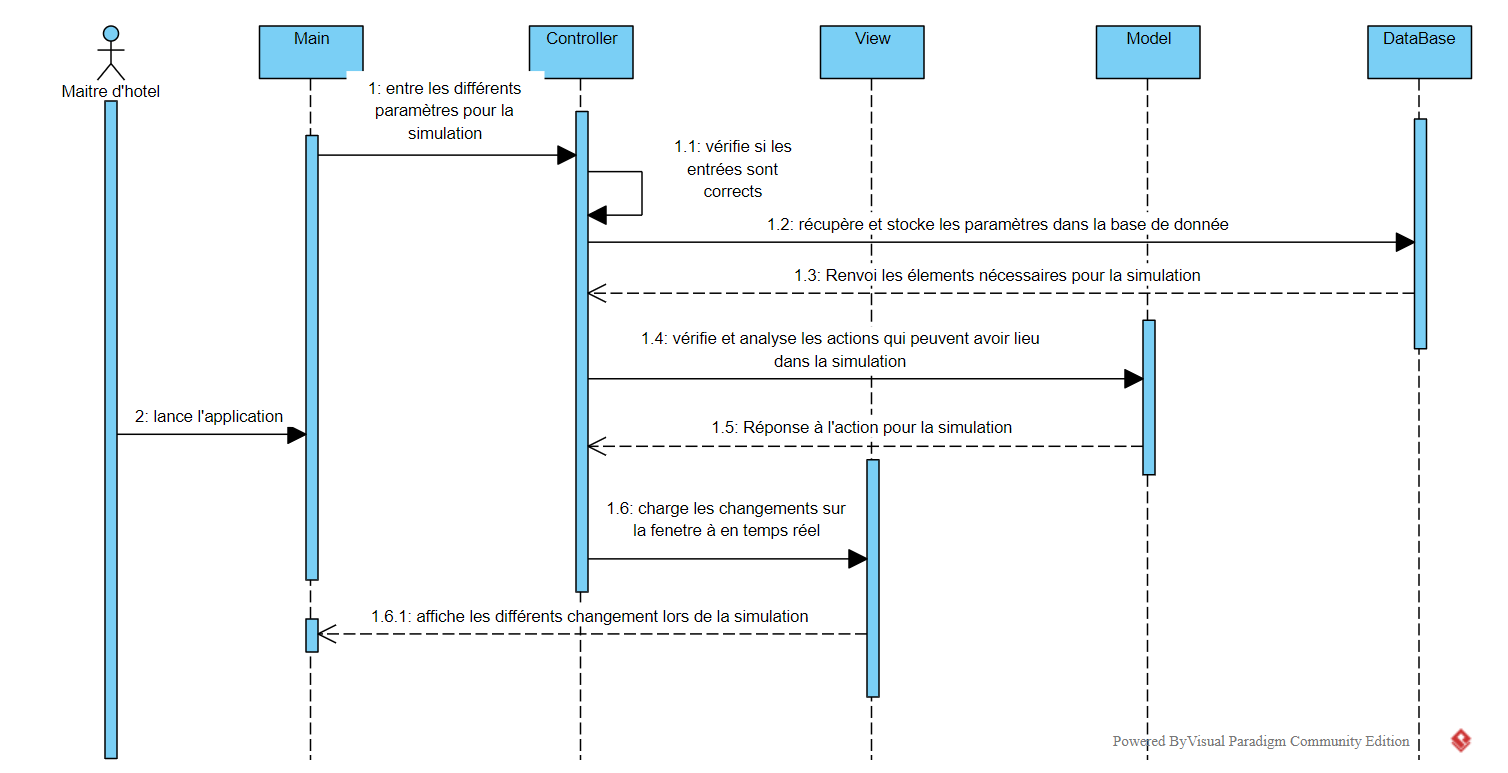 Main
Controller
View
Model
DataBase
Maitre d'hotel
1: entre les différents
paramètres pour la
simulation
1.1: vérifie si les
entrées sont
corrects
1.2: récupère et stocke les paramètres dans la base de donnée
1.3: Renvoi les élements nécessaires pour la simulation
1.4: vérifie et analyse les actions qui peuvent avoir lieu
dans la simulation
2: lance l'application
1.5: Réponse à l'action pour la simulation
1.6: charge les changements sur
la fenetre à en temps réel
1.6.1: affiche les différents changement lors de la simulation
Powered ByVisual Paradigm Community Edition